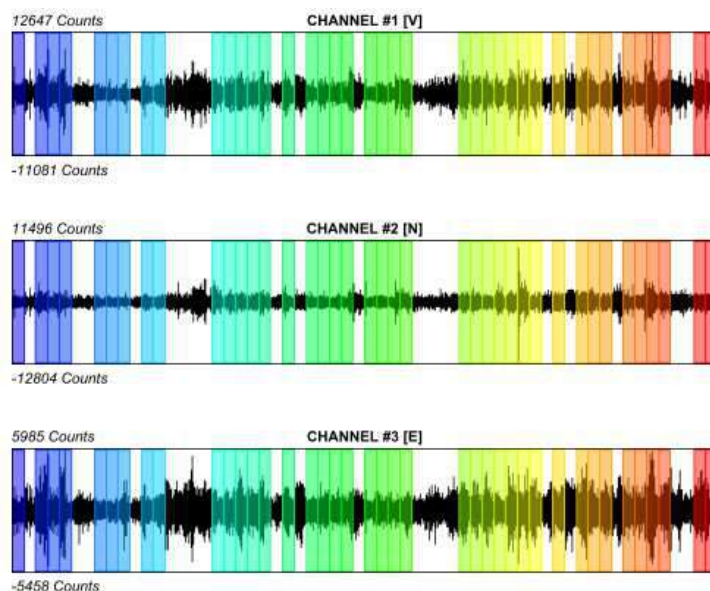 12647 Counts
CHANNEL #1 [V]
-11081 Counts
11496 Counts
CHANNEL #2 [N]
-12804 Counts
5985 Counts
CHANNEL #3 [E]
-5458 Counts